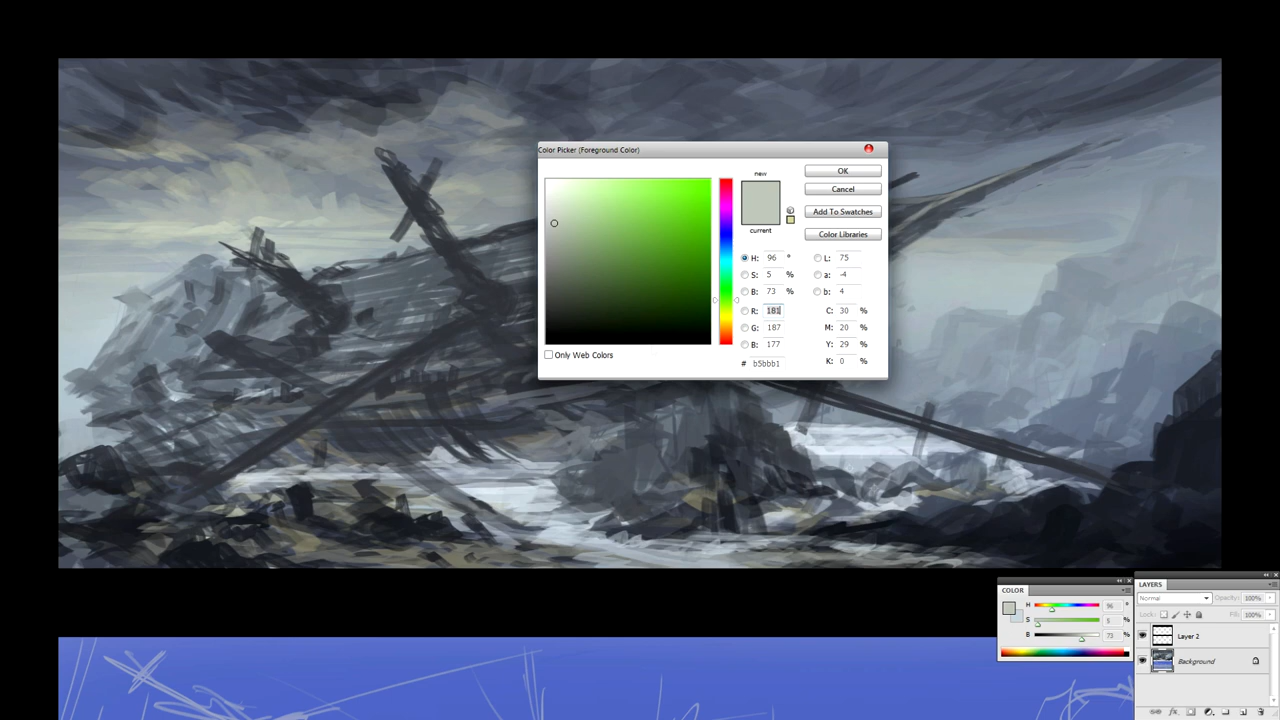 Color Picker (Foreground Color)
new
current
OK
Cancel
Add To Swatches
Color Libraries
H: 96 °
S: 5 %
B: 73 %
R: 181
G: 187
B: 177
# b5bbb1
L: 75
a: -4
b: 4
C: 30 %
M: 20 %
Y: 29 %
K: 0 %
Only Web Colors
COLOR
H 96 °
S 5 %
B 73 %
LAYERS
Normal Opacity: 100%
Lock: Fill: 100%
Layer 2
Background